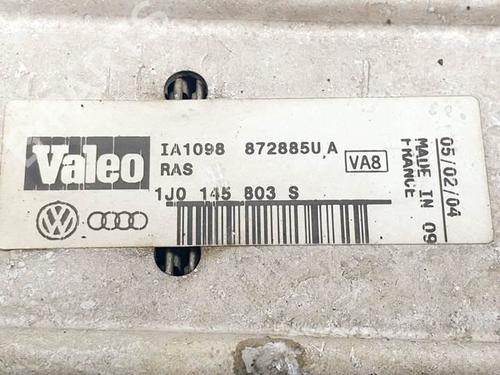 Valeo
IA1098 872885U A
RAS
VA8
1J0 145 803 S
05/02/04
MADE IN 09
FRANCE